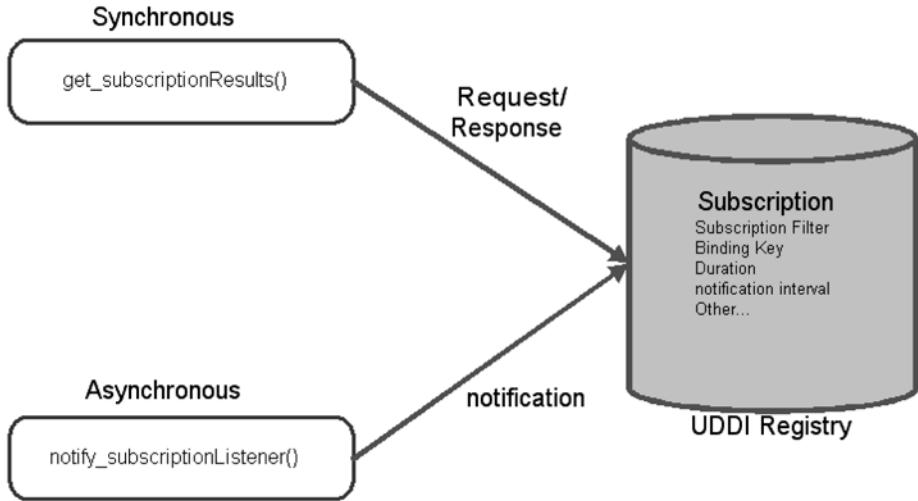 Synchronous
get_subscriptionResults()
Request/
Response
Subscription
Subscription Filter
Binding Key
Duration
notification interval
Other...
Asynchronous
notification
UDDI Registry
notify_subscriptionListener()